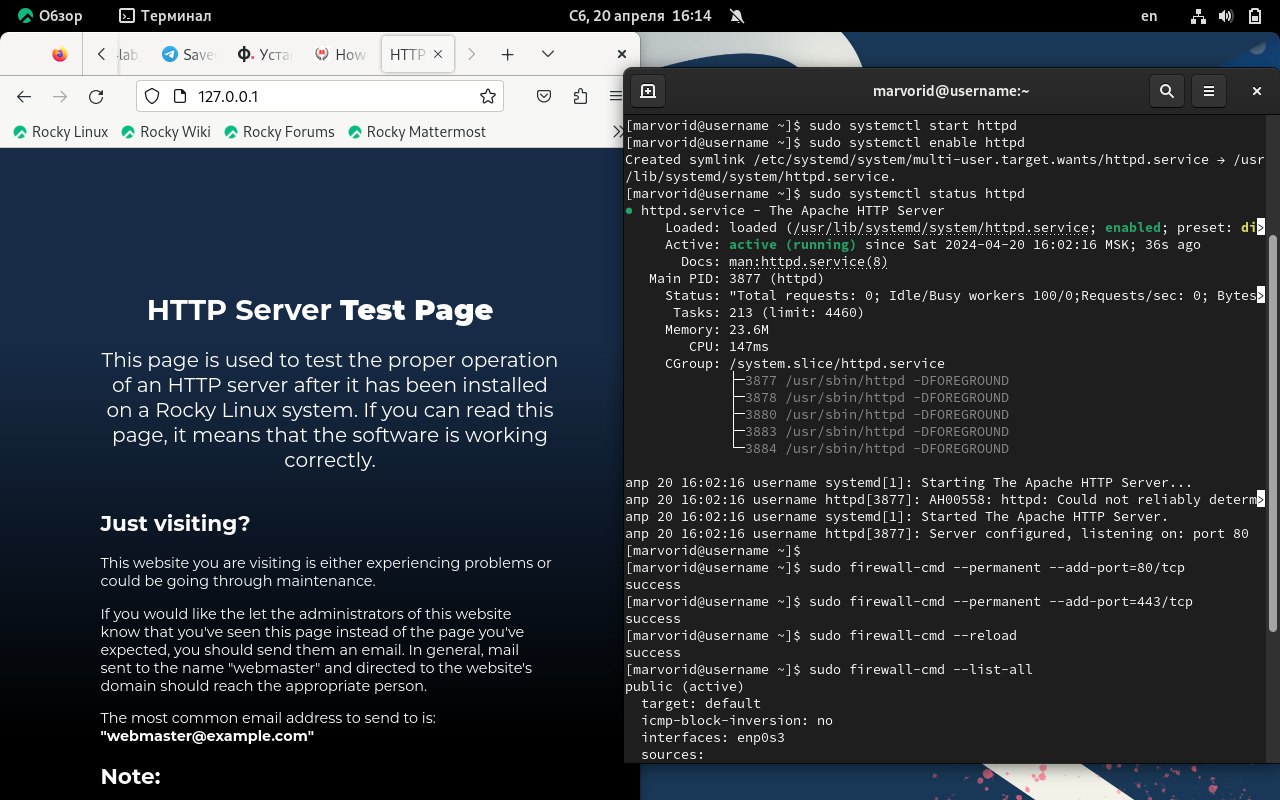 Обзор
Терминал
Сб, 20 апреля 16:14
en
Save
ф. Уста
How
HTTP
127.0.0.1
Rocky Linux
Rocky Wiki
Rocky Forums
Rocky Mattermost
HTTP Server Test Page
This page is used to test the proper operation
of an HTTP server after it has been installed
on a Rocky Linux system. If you can read this
page, it means that the software is working
correctly.
Just visiting?
This website you are visiting is either experiencing problems or
could be going through maintenance.
If you would like the let the administrators of this website
know that you've seen this page instead of the page you've
expected, you should send them an email. In general, mail
sent to the name "webmaster" and directed to the website's
domain should reach the appropriate person.
The most common email address to send to is:
"webmaster@example.com"
Note:
marvorid@username:~
[marvorid@username ~]$ sudo systemctl start httpd
[marvorid@username ~]$ sudo systemctl enable httpd
Created symlink /etc/systemd/system/multi-user.target.wants/httpd.service → /usr
/lib/systemd/system/httpd.service.
[marvorid@username ~]$ sudo systemctl status httpd
● httpd.service - The Apache HTTP Server
Loaded: loaded (/usr/lib/systemd/system/httpd.service; enabled; preset: di>
Active: active (running) since Sat 2024-04-20 16:02:16 MSK; 36s ago
Docs: man:httpd.service(8)
Main PID: 3877 (httpd)
Status: "Total requests: 0; Idle/Busy workers 100/0;Requests/sec: 0; Bytes>
Tasks: 213 (limit: 4460)
Memory: 23.6M
CPU: 147ms
CGroup: /system.slice/httpd.service
├─3877 /usr/sbin/httpd -DFOREGROUND
├─3878 /usr/sbin/httpd -DFOREGROUND
├─3880 /usr/sbin/httpd -DFOREGROUND
├─3883 /usr/sbin/httpd -DFOREGROUND
└─3884 /usr/sbin/httpd -DFOREGROUND
апр 20 16:02:16 username systemd[1]: Starting The Apache HTTP Server...
апр 20 16:02:16 username httpd[3877]: AH00558: httpd: Could not reliably determ>
апр 20 16:02:16 username systemd[1]: Started The Apache HTTP Server.
апр 20 16:02:16 username httpd[3877]: Server configured, listening on: port 80
[marvorid@username ~]$
[marvorid@username ~]$ sudo firewall-cmd --permanent --add-port=80/tcp
success
[marvorid@username ~]$ sudo firewall-cmd --permanent --add-port=443/tcp
success
[marvorid@username ~]$ sudo firewall-cmd --reload
success
[marvorid@username ~]$ sudo firewall-cmd --list-all
public (active)
target: default
icmp-block-inversion: no
interfaces: enp0s3
sources: